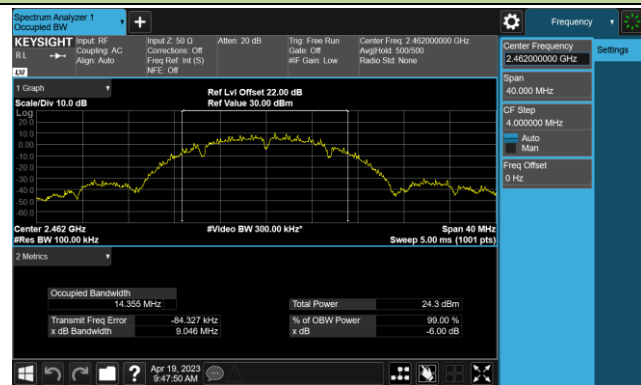 Spectrum Analyzer 1
Occupied BW
Frequency
KEYSIGHT
RL
Input: RF
Coupling: AC
Align: Auto
Input Z: 50 Ω
Corrections: Off
Freq Ref: Int (S)
NFE: Off
Atten: 20 dB
Trig: Free Run
Gate: Off
#IF Gain: Low
Center Freq: 2.462000000 GHz
Avg|Hold: 500/500
Radio Std: None
Center Frequency
2.462000000 GHz
Settings
Span
40.000 MHz
CF Step
4.000000 MHz
Auto
Man
Freq Offset
0 Hz
1 Graph
Scale/Div 10.0 dB
Ref Lvl Offset 22.00 dB
Ref Value 30.00 dBm
Log
20.0
10.0
0.00
-10.0
-20.0
-30.0
-40.0
-50.0
-60.0
Center 2.462 GHz
#Res BW 100.00 kHz
#Video BW 300.00 kHz*
Span 40 MHz
Sweep 5.00 ms (1001 pts)
2 Metrics
Occupied Bandwidth
14.355 MHz
Total Power 24.3 dBm
Transmit Freq Error -84.327 kHz
% of OBW Power 99.00 %
x dB Bandwidth 9.046 MHz
x dB -6.00 dB
?
Apr 19, 2023
9:47:50 AM